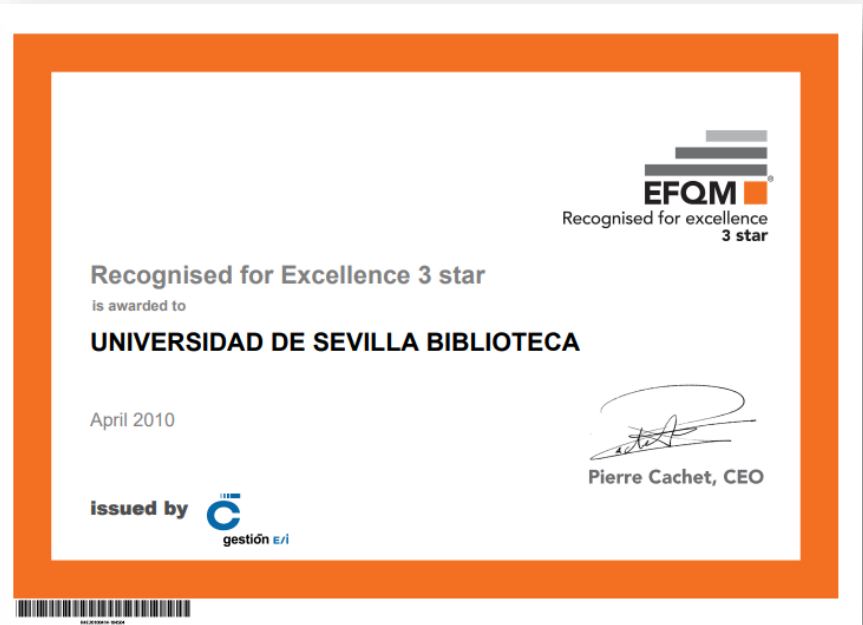 EFQM
Recognised for excellence
3 star
Recognised for Excellence 3 star
is awarded to
UNIVERSIDAD DE SEVILLA BIBLIOTECA
April 2010
Pierre Cachet, CEO
issued by
gestión E/i